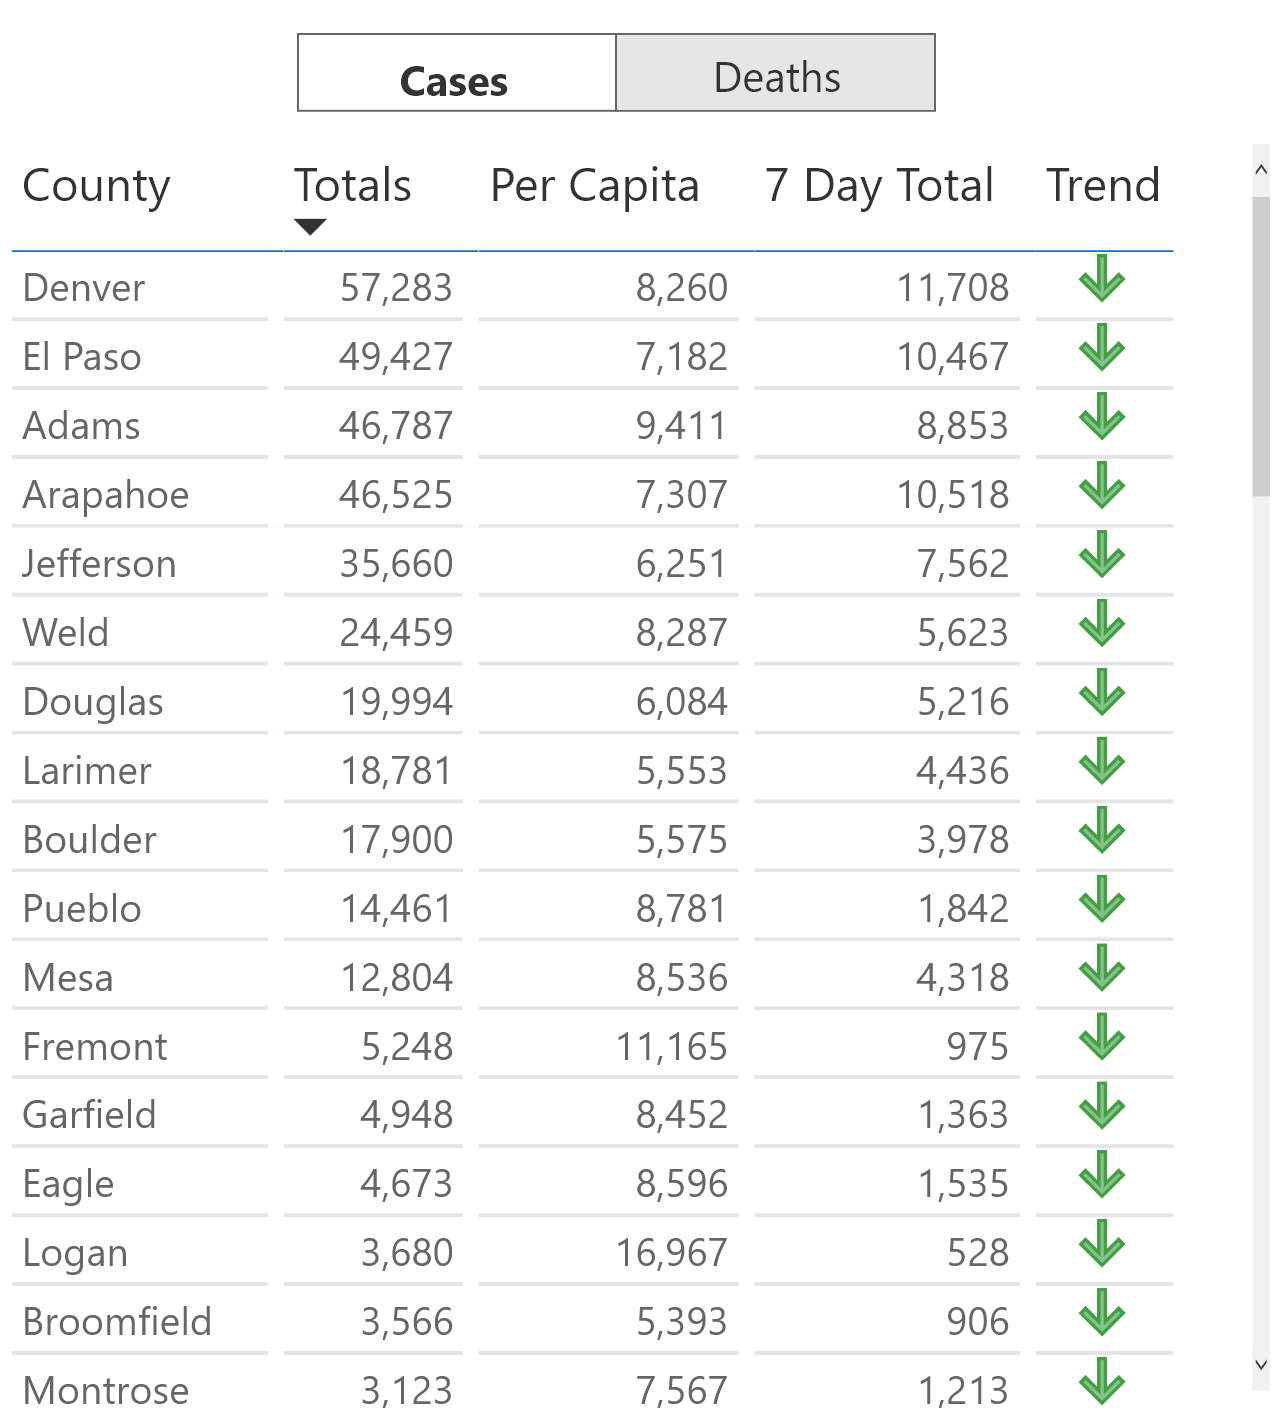 Cases Deaths
County Totals Per Capita 7 Day Total Trend
Denver 57,283 8,260 11,708
El Paso 49,427 7,182 10,467
Adams 46,787 9,411 8,853
Arapahoe 46,525 7,307 10,518
Jefferson 35,660 6,251 7,562
Weld 24,459 8,287 5,623
Douglas 19,994 6,084 5,216
Larimer 18,781 5,553 4,436
Boulder 17,900 5,575 3,978
Pueblo 14,461 8,781 1,842
Mesa 12,804 8,536 4,318
Fremont 5,248 11,165 975
Garfield 4,948 8,452 1,363
Eagle 4,673 8,596 1,535
Logan 3,680 16,967 528
Broomfield 3,566 5,393 906
Montrose 3,123 7,567 1,213